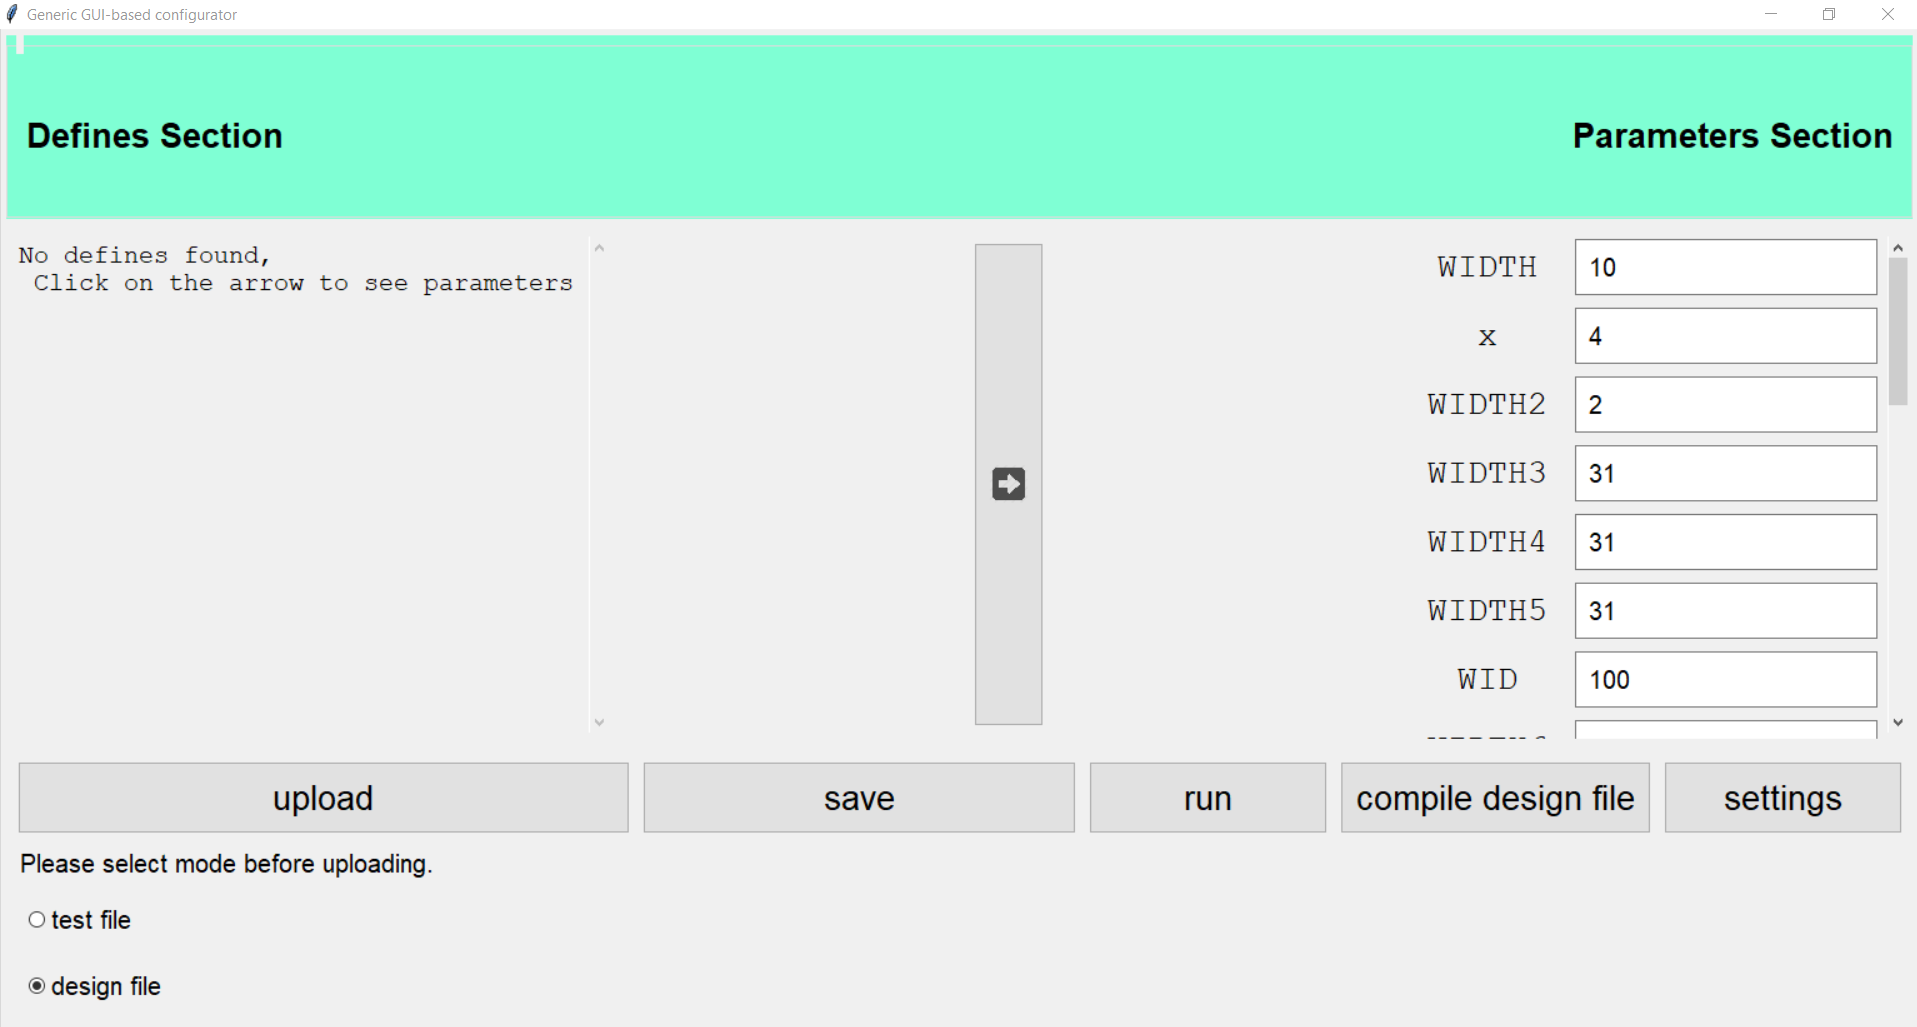 Generic GUI-based configurator
Defines Section
Parameters Section
No defines found,
Click on the arrow to see parameters
WIDTH 10
x 4
WIDTH2 2
WIDTH3 31
WIDTH4 31
WIDTH5 31
WID 100
upload save run compile design file settings
Please select mode before uploading.
test file
design file